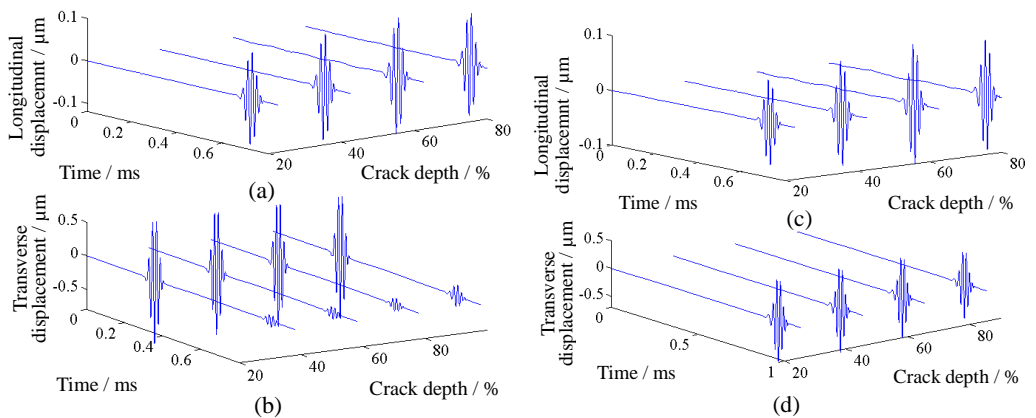 Longitudinal
displacemnt / µm
0.1
0
-0.1
0
0.2
0.4
0.6
20
40
60
80
Time / ms
Crack depth / %
(a)
Transverse
displacement / µm
0.5
0
-0.5
0
0.2
0.4
0.6
20
40
60
80
Time / ms
Crack depth / %
(b)
Longitudinal
displacemnt / µm
0.1
0
-0.1
0
0.2
0.4
0.6
20
40
60
80
Time / ms
Crack depth / %
(c)
Transverse
displacement / µm
0.5
0
-0.5
0
0.5
1
20
40
60
80
Time / ms
Crack depth / %
(d)